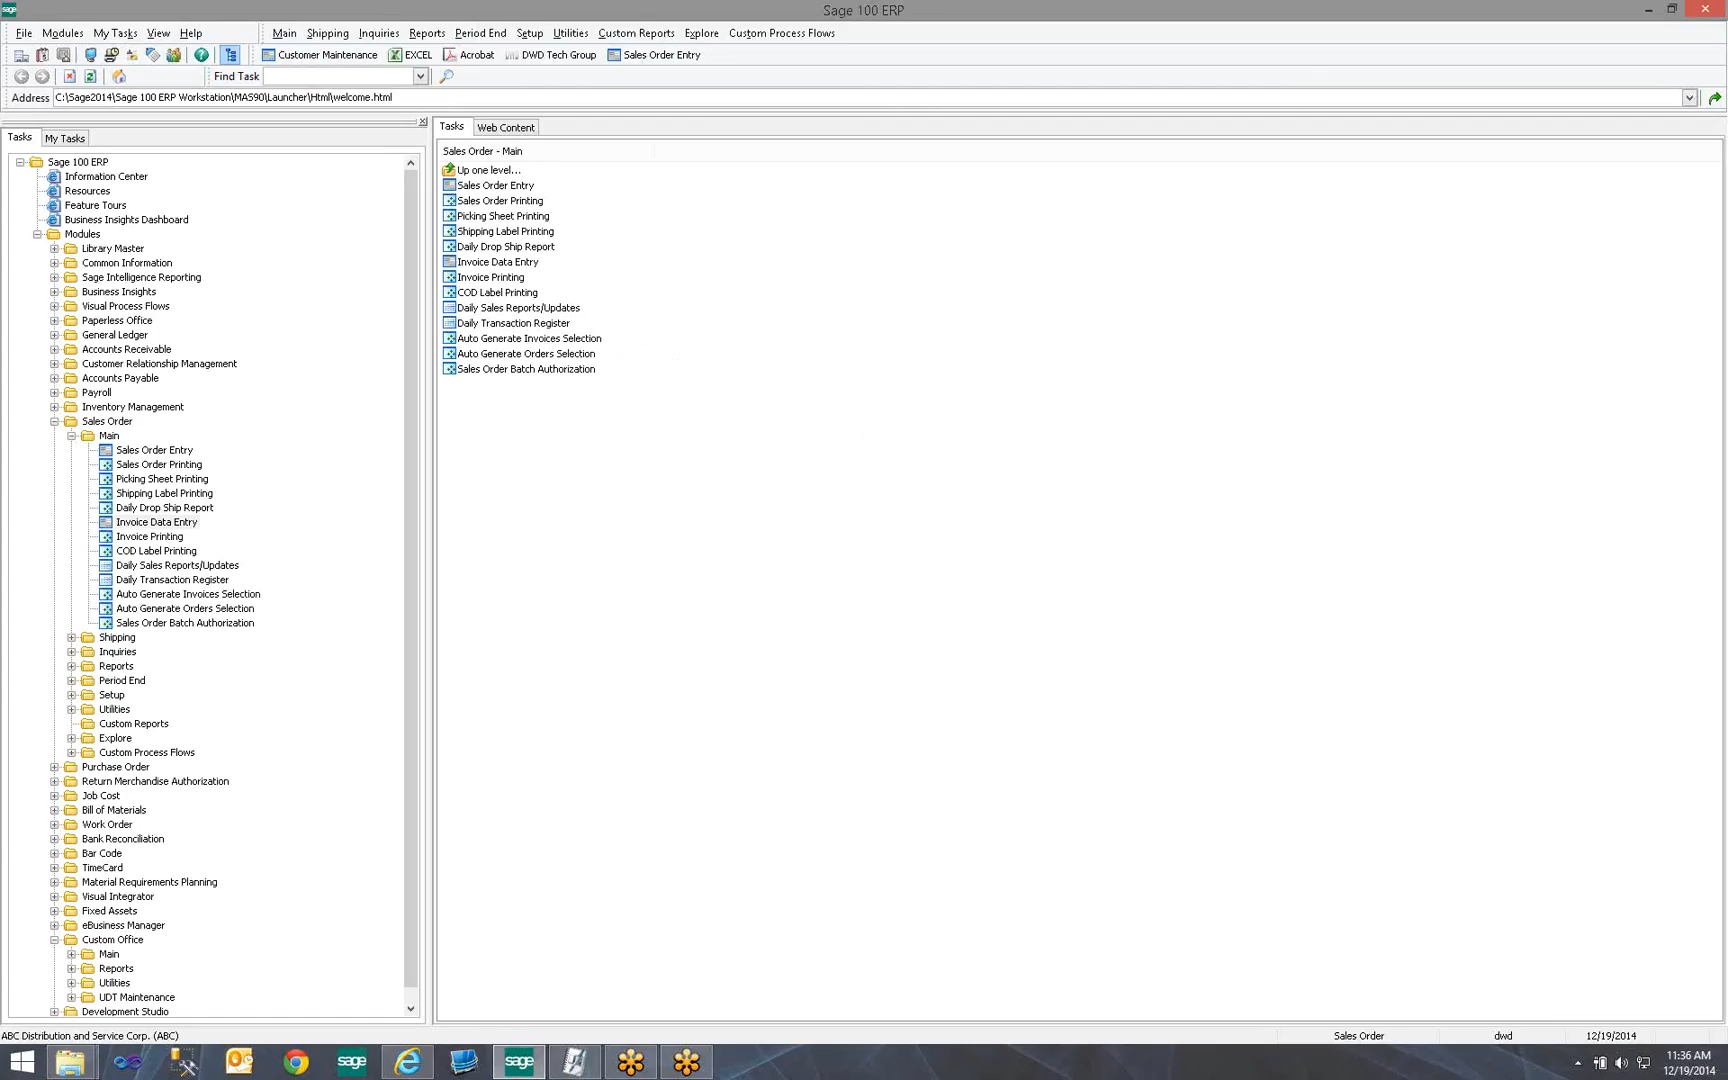 sage
Sage 100 ERP
File Modules My Tasks View Help Main Shipping Inquiries Reports Period End Setup Utilities Custom Reports Explore Custom Process Flows
Customer Maintenance EXCEL Acrobat DWD Tech Group Sales Order Entry
Find Task
Address C:\Sage2014\Sage 100 ERP Workstation\MAS90\Launcher\Html\welcome.html
Tasks My Tasks
Sage 100 ERP
Information Center
Resources
Feature Tours
Business Insights Dashboard
Modules
Library Master
Common Information
Sage Intelligence Reporting
Business Insights
Visual Process Flows
Paperless Office
General Ledger
Accounts Receivable
Customer Relationship Management
Accounts Payable
Payroll
Inventory Management
Sales Order
Main
Sales Order Entry
Sales Order Printing
Picking Sheet Printing
Shipping Label Printing
Daily Drop Ship Report
Invoice Data Entry
Invoice Printing
COD Label Printing
Daily Sales Reports/Updates
Daily Transaction Register
Auto Generate Invoices Selection
Auto Generate Orders Selection
Sales Order Batch Authorization
Shipping
Inquiries
Reports
Period End
Setup
Utilities
Custom Reports
Explore
Custom Process Flows
Purchase Order
Return Merchandise Authorization
Job Cost
Bill of Materials
Work Order
Bank Reconciliation
Bar Code
TimeCard
Material Requirements Planning
Visual Integrator
Fixed Assets
eBusiness Manager
Custom Office
Main
Reports
Utilities
UDT Maintenance
Development Studio
Tasks Web Content
Sales Order - Main
Up one level...
Sales Order Entry
Sales Order Printing
Picking Sheet Printing
Shipping Label Printing
Daily Drop Ship Report
Invoice Data Entry
Invoice Printing
COD Label Printing
Daily Sales Reports/Updates
Daily Transaction Register
Auto Generate Invoices Selection
Auto Generate Orders Selection
Sales Order Batch Authorization
ABC Distribution and Service Corp. (ABC) Sales Order dwd 12/19/2014
sage sage 11:36 AM
12/19/2014